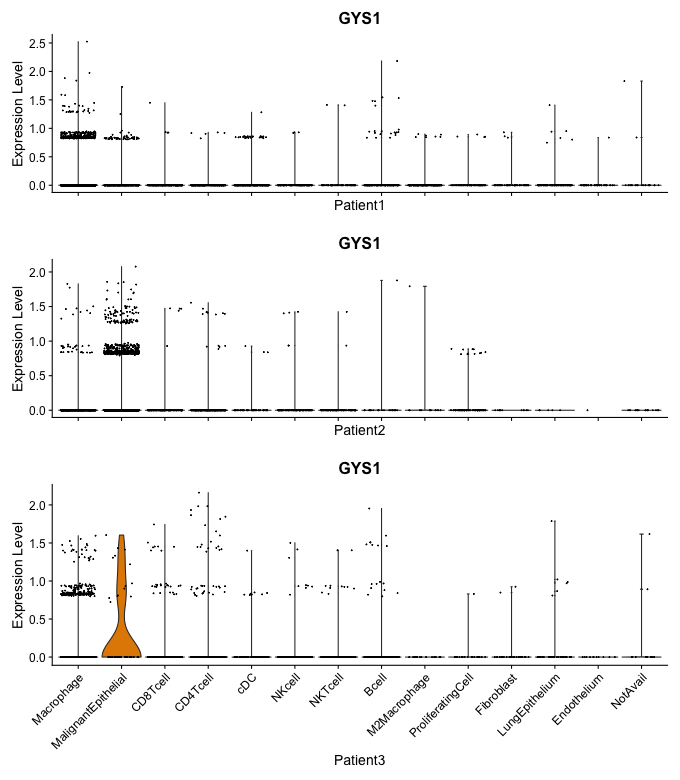 GYS1
Expression Level
2.5
2.0
1.5
1.0
0.5
0.0
Patient1
GYS1
Expression Level
2.0
1.5
1.0
0.5
0.0
Patient2
GYS1
Expression Level
2.0
1.5
1.0
0.5
0.0
Macrophage
MalignantEpithelial
CD8Tcell
CD4Tcell
cDC
NKcell
NKTcell
Bcell
M2Macrophage
ProliferatingCell
Fibroblast
LungEpithelium
Endothelium
NotAvail
Patient3